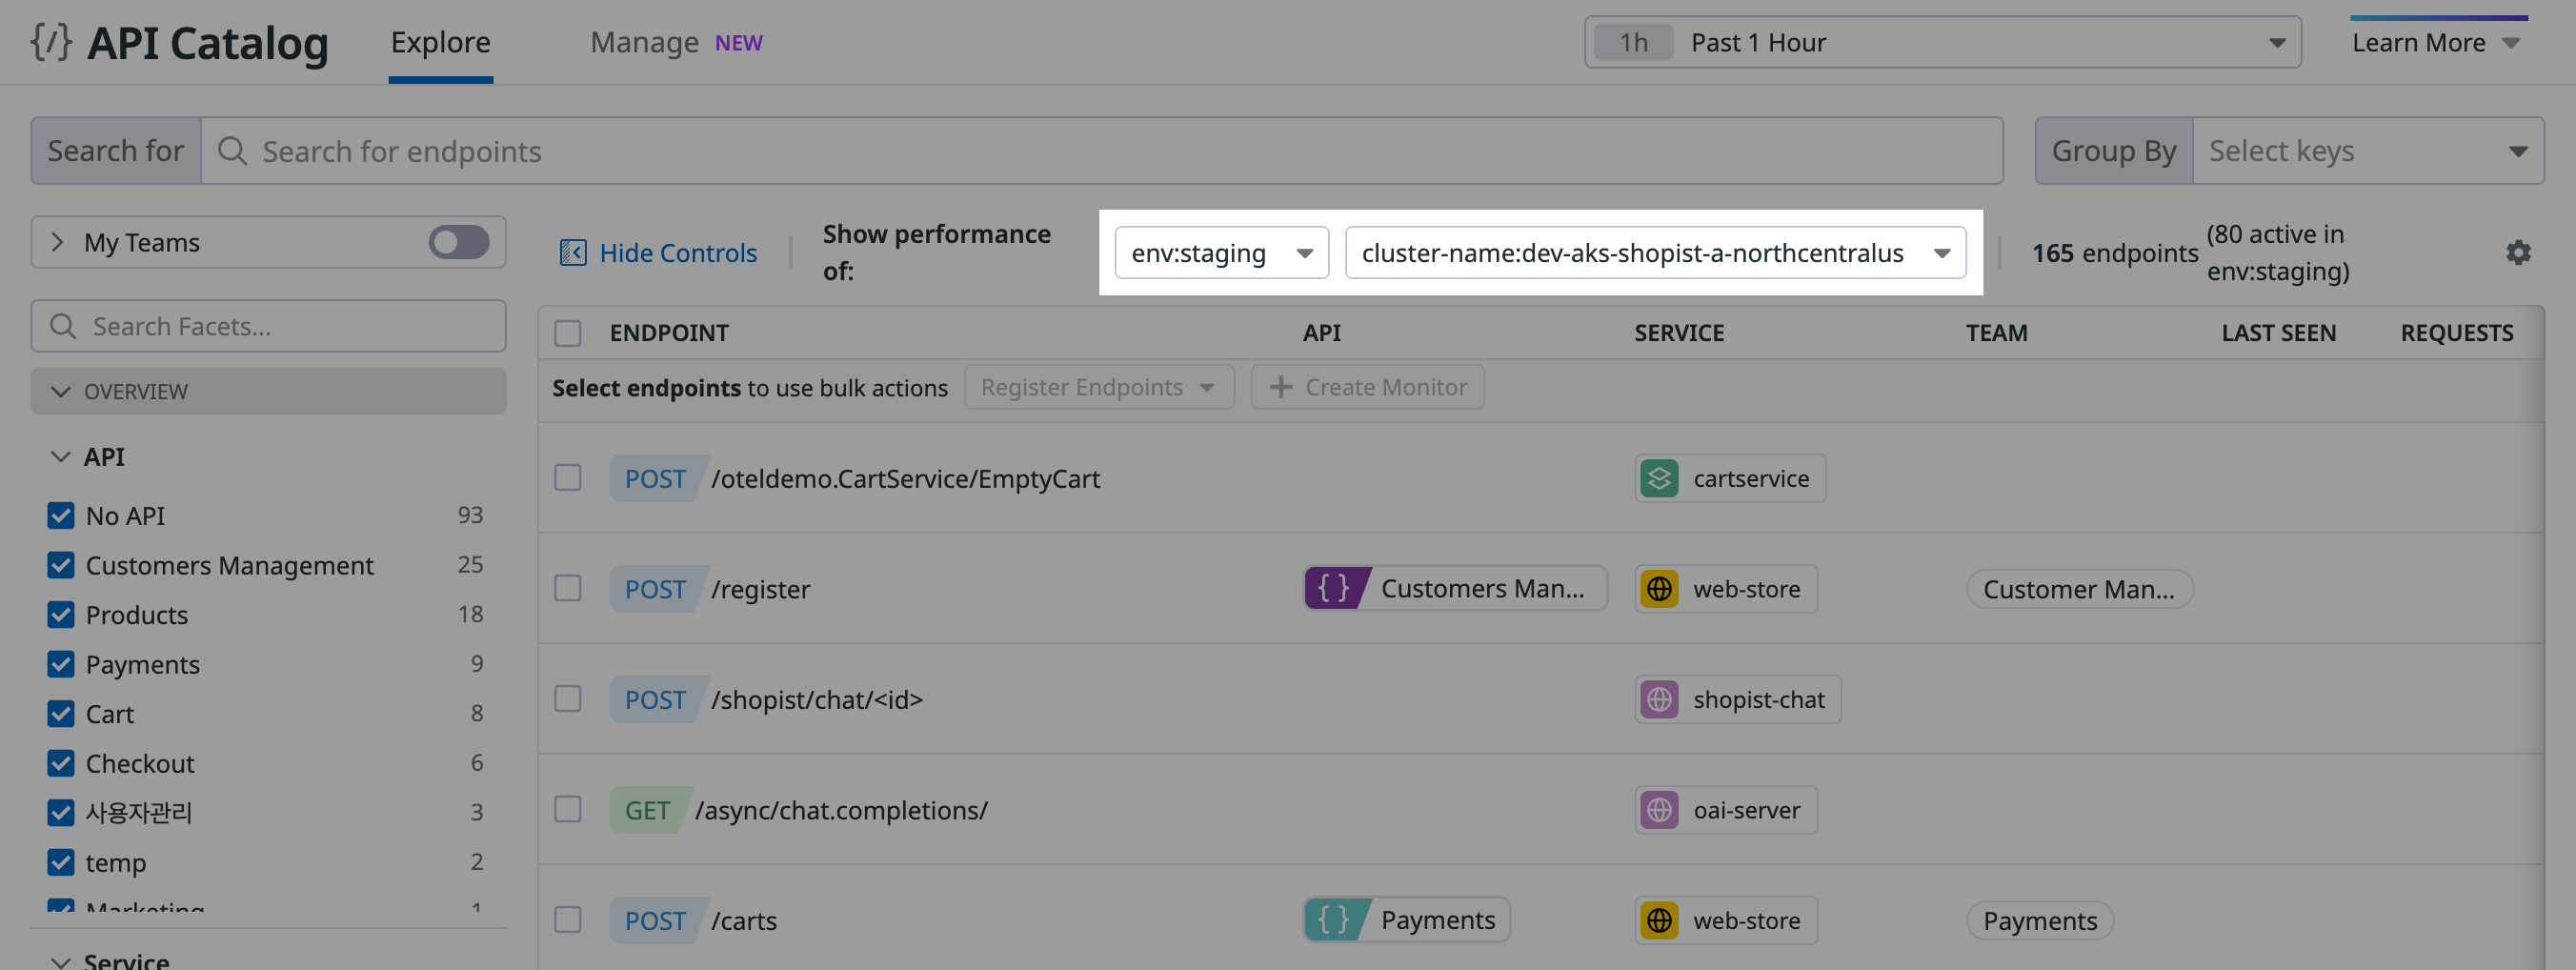 {/} API Catalog Explore Manage NEW 1h Past 1 Hour Learn More
Search for Search for endpoints Group By Select keys
My Teams
Search Facets...
OVERVIEW
API
No API 93
Customers Management 25
Products 18
Payments 9
Cart 8
Checkout 6
사용자관리 3
temp 2
Marketing 1
Service
Hide Controls Show performance of: env:staging cluster-name:dev-aks-shopist-a-northcentralus 165 endpoints (80 active in env:staging)
ENDPOINT API SERVICE TEAM LAST SEEN REQUESTS
Select endpoints to use bulk actions Register Endpoints + Create Monitor
POST /oteldemo.CartService/EmptyCart cartservice
POST /register { } Customers Man... web-store Customer Man...
POST /shopist/chat/<id> shopist-chat
GET /async/chat.completions/ oai-server
POST /carts { } Payments web-store Payments